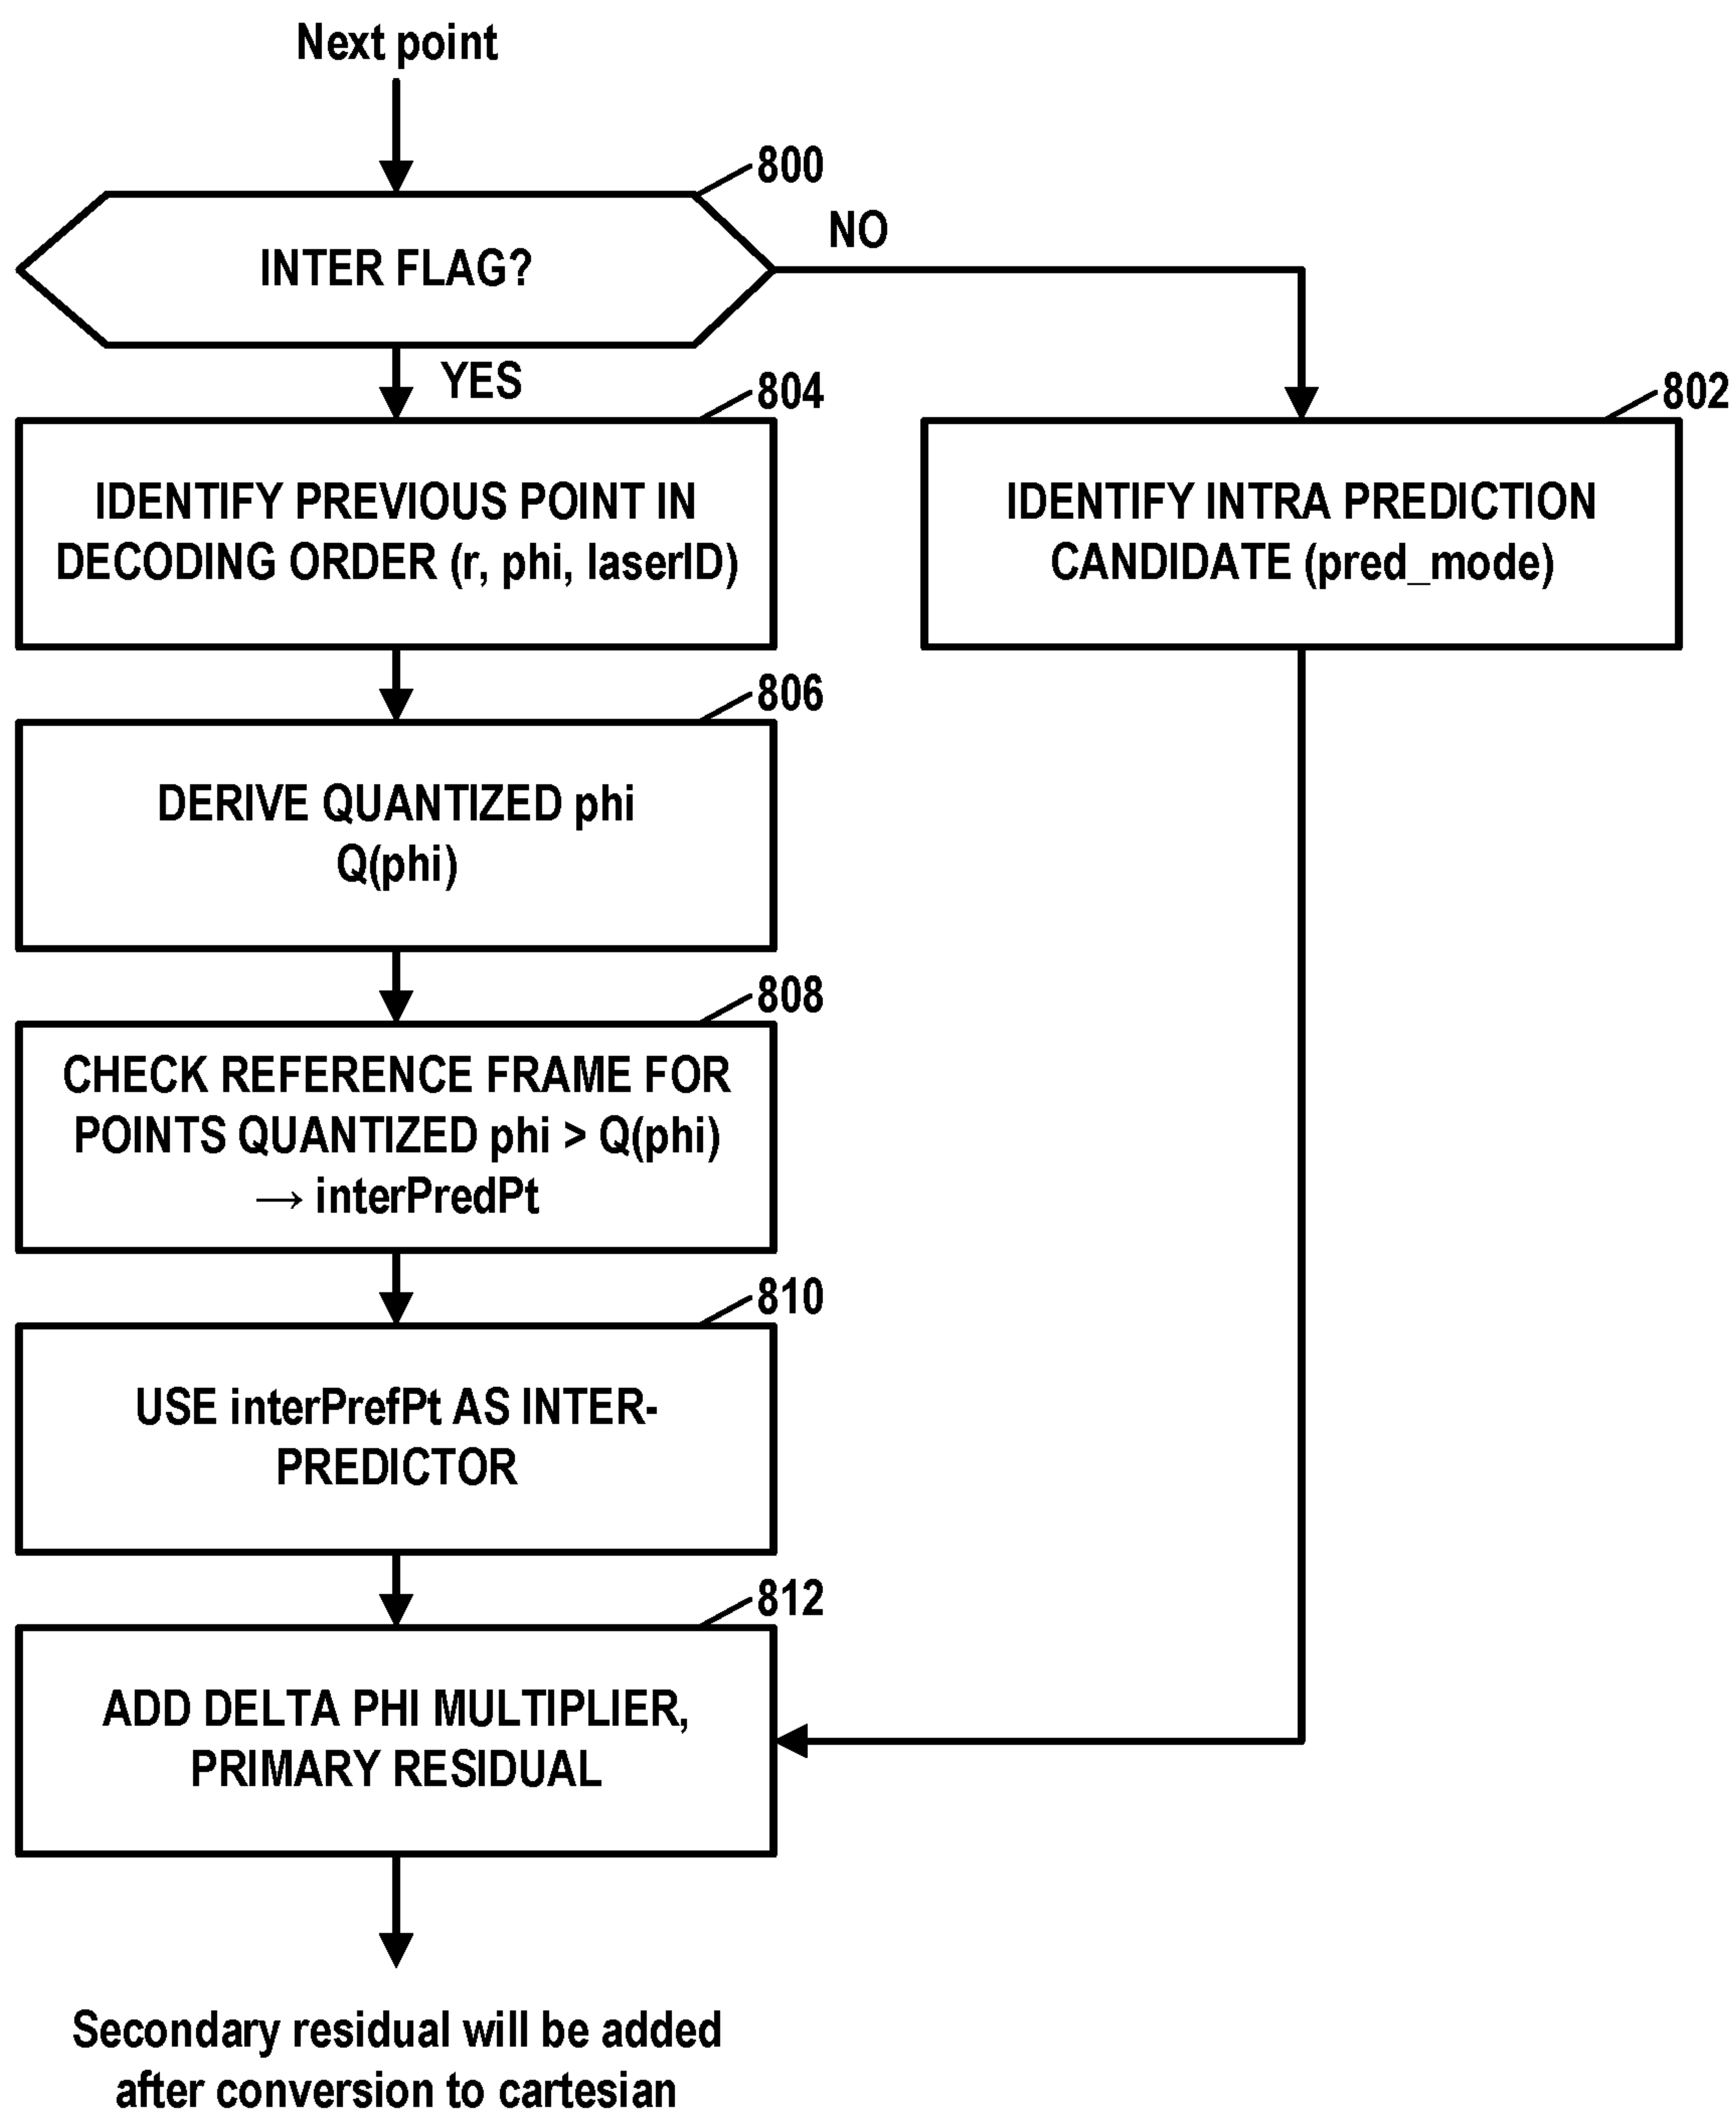 Next point
800
INTER FLAG?
NO
YES
804
IDENTIFY PREVIOUS POINT IN
DECODING ORDER (r, phi, laserID)
802
IDENTIFY INTRA PREDICTION
CANDIDATE (pred_mode)
806
DERIVE QUANTIZED phi
Q(phi)
808
CHECK REFERENCE FRAME FOR
POINTS QUANTIZED phi > Q(phi)
→ interPredPt
810
USE interPrefPt AS INTER-
PREDICTOR
812
ADD DELTA PHI MULTIPLIER,
PRIMARY RESIDUAL
Secondary residual will be added
after conversion to cartesian